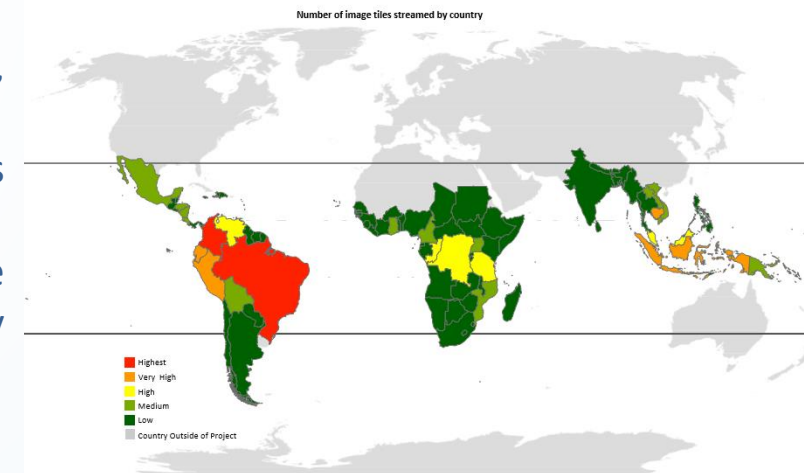 Number of image tiles streamed by country
Highest
Very High
High
Medium
Low
Country Outside of Project